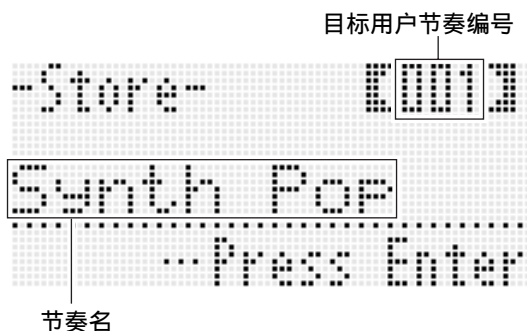 目标用户节奏编号
-Store- 【001】
Synth Pop
…Press Enter
节奏名